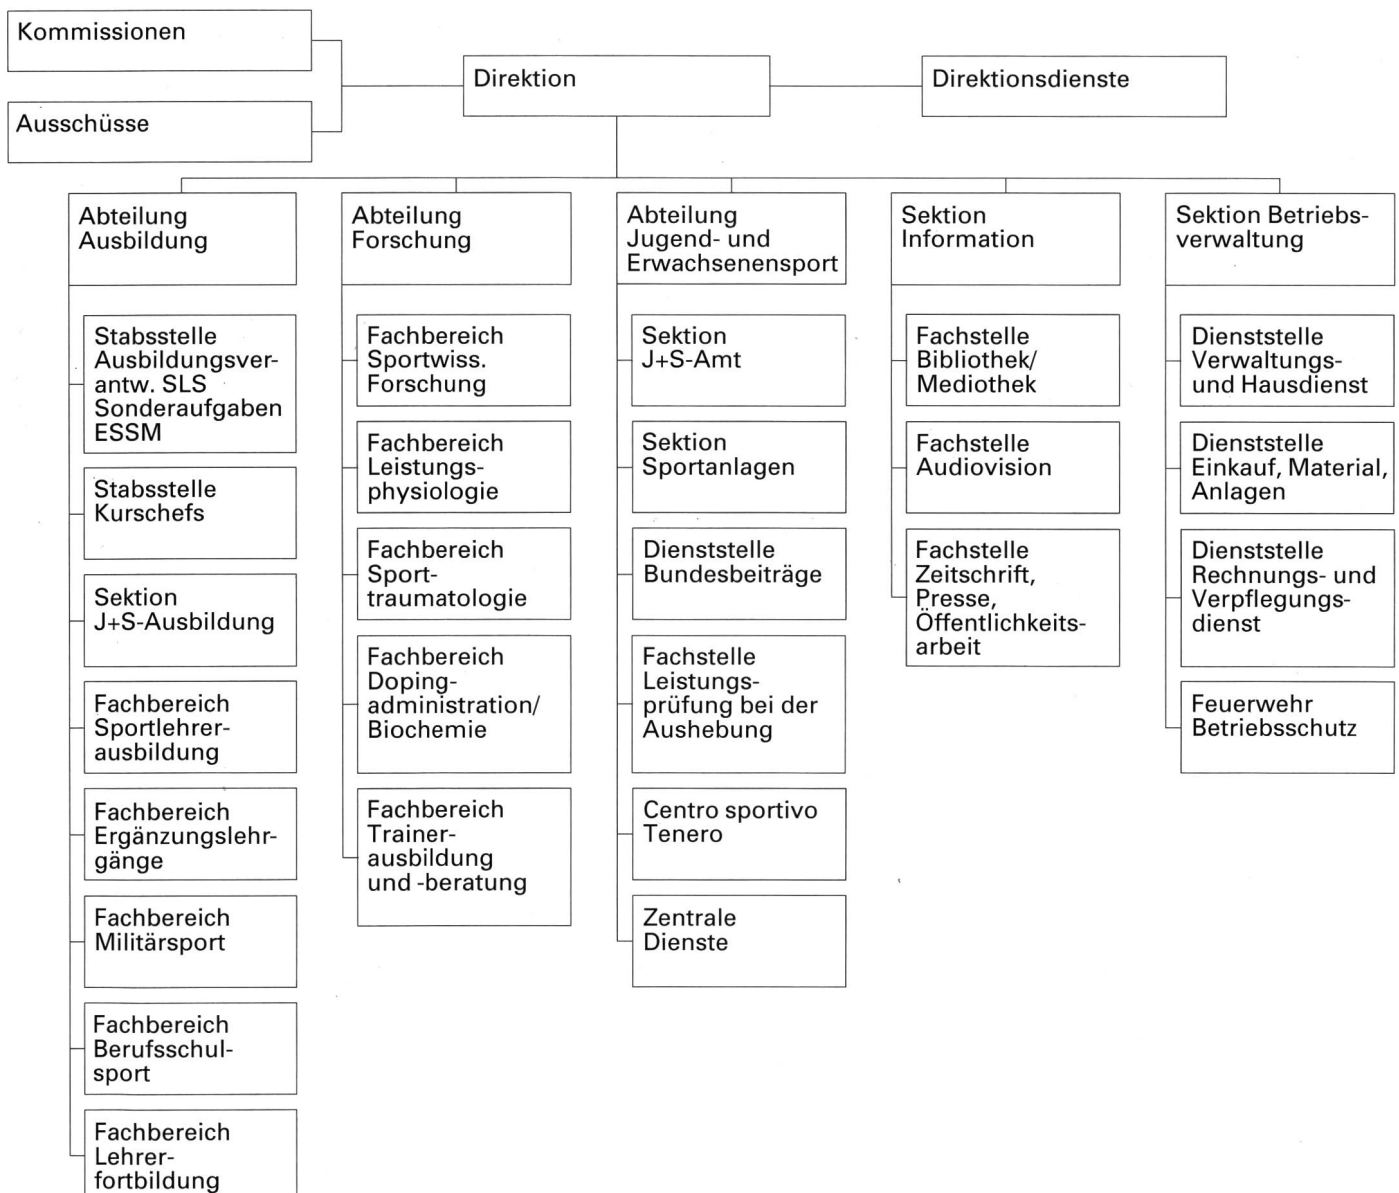 Kommissionen
Ausschüsse
Direktion
Direktionsdienste
Abteilung
Ausbildung
Stabsstelle
Ausbildungsver-
antw. SLS
Sonderaufgaben
ESSM
Stabsstelle
Kurschefs
Sektion
J+S-Ausbildung
Fachbereich
Sportlehrer-
ausbildung
Fachbereich
Ergänzungslehr-
gänge
Fachbereich
Militärsport
Fachbereich
Berufsschul-
sport
Fachbereich
Lehrer-
fortbildung
Abteilung
Forschung
Fachbereich
Sportwiss.
Forschung
Fachbereich
Leistungs-
physiologie
Fachbereich
Sport-
traumatologie
Fachbereich
Doping-
administration/
Biochemie
Fachbereich
Trainer-
ausbildung
und -beratung
Abteilung
Jugend- und
Erwachsenensport
Sektion
J+S-Amt
Sektion
Sportanlagen
Dienststelle
Bundesbeiträge
Fachstelle
Leistungs-
prüfung bei der
Aushebung
Centro sportivo
Tenero
Zentrale
Dienste
Sektion
Information
Fachstelle
Bibliothek/
Mediothek
Fachstelle
Audiovision
Fachstelle
Zeitschrift,
Presse,
Öffentlichkeits-
arbeit
Sektion Betriebs-
verwaltung
Dienststelle
Verwaltungs-
und Hausdienst
Dienststelle
Einkauf, Material,
Anlagen
Dienststelle
Rechnungs- und
Verpflegungs-
dienst
Feuerwehr
Betriebsschutz